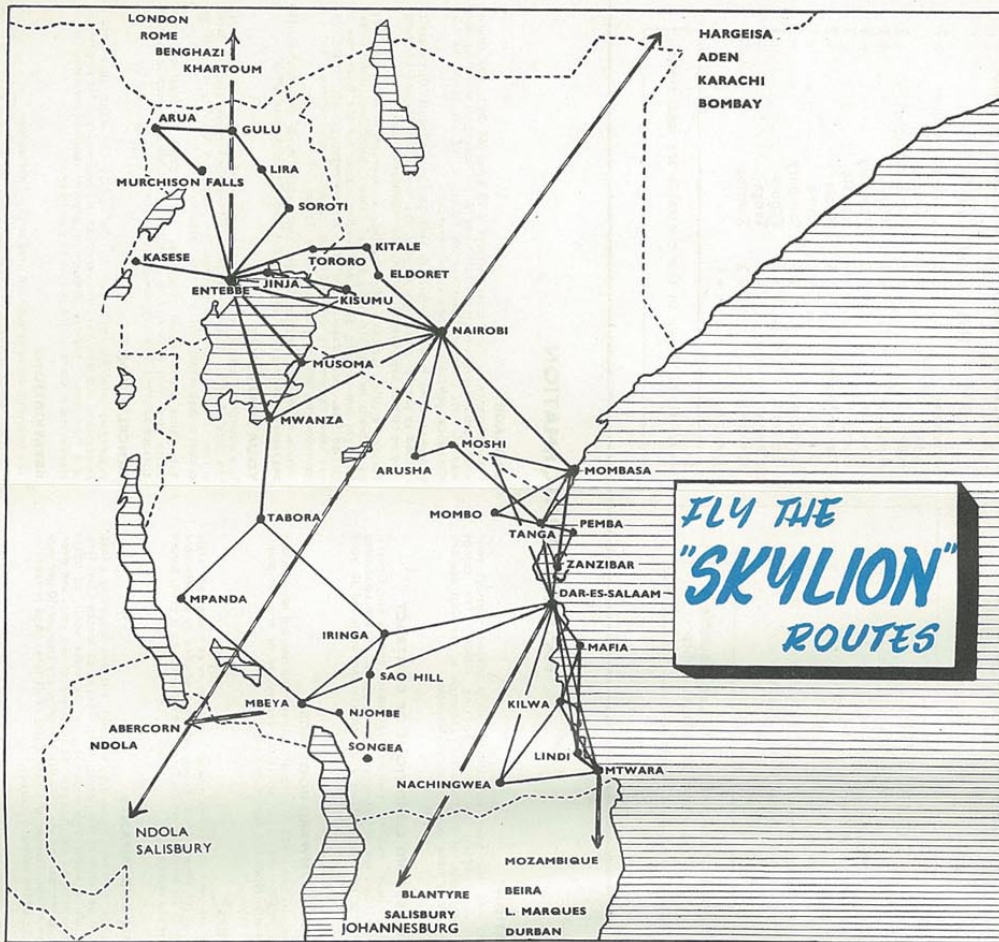 LONDON
ROME
BENGHAZI
KHARTOUM
HARGEISA
ADEN
KARACHI
BOMBAY
ARUA
GULU
LIRA
MURCHISON FALLS
SOROTI
KITALE
TORORO
KASESE
ELDORET
JINJA
ENTEBBE
KISUMU
NAIROBI
MUSOMA
MWANZA
MOSHI
ARUSHA
MOMBASA
MOMBO
PEMBA
TANGA
TABORA
ZANZIBAR
DAR-ES-SALAAM
MPANDA
IRINGA
MAFIA
SAO HILL
MBEYA
KILWA
NJOMBE
ABERCORN
NDOLA
SONGEA
LINDI
MTWARA
NACHINGWEA
NDOLA
SALISBURY
MOZAMBIQUE
BLANTYRE
SALISBURY
JOHANNESBURG
BEIRA
L. MARQUES
DURBAN
FLY THE
"SKYLION"
ROUTES